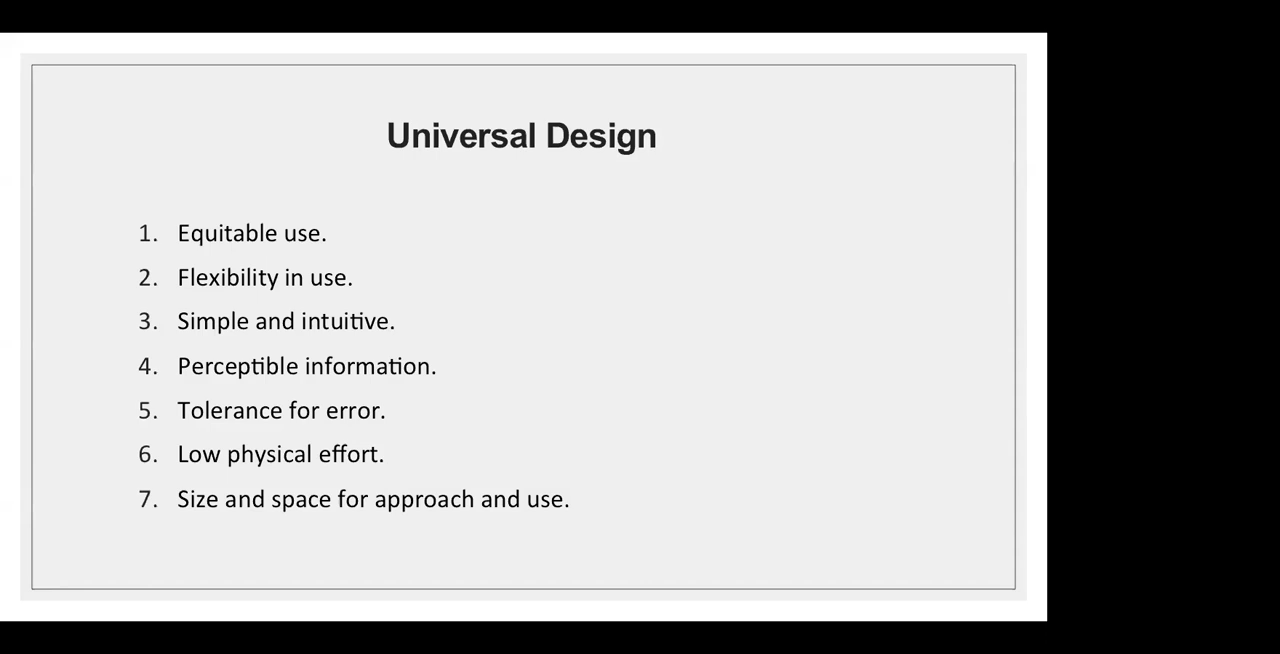 Universal Design
1. Equitable use.
2. Flexibility in use.
3. Simple and intuitive.
4. Perceptible information.
5. Tolerance for error.
6. Low physical effort.
7. Size and space for approach and use.